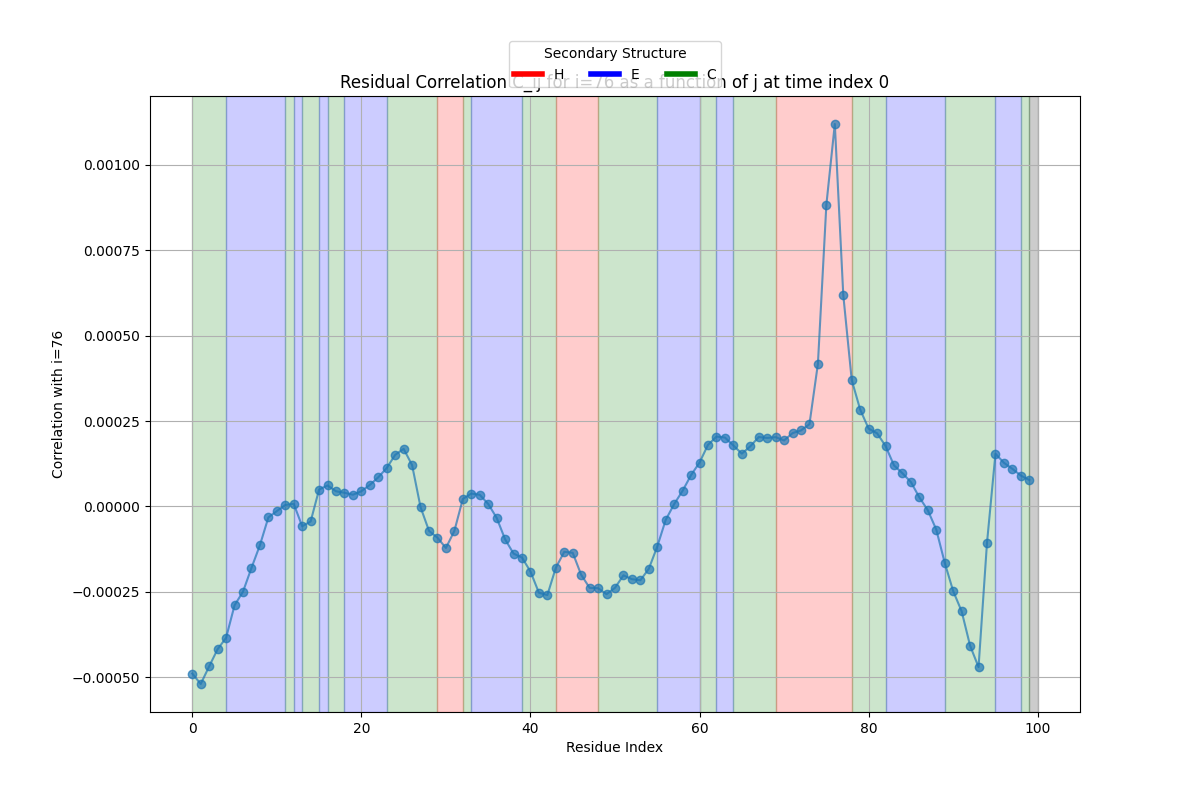 Secondary Structure
H E C
Residual Correlation C_ij for i=76 as a function of j at time index 0
0.00100
0.00075
0.00050
0.00025
0.00000
−0.00025
−0.00050
Correlation with i=76
0 20 40 60 80 100
Residue Index